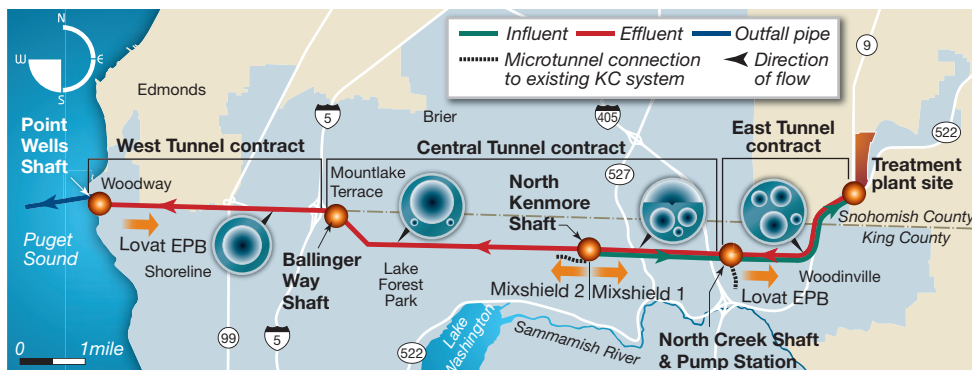 N
W
E
S
Influent
Effluent
Outfall pipe
Microtunnel connection
to existing KC system
Direction
of flow
9
522
Edmonds
5
Brier
405
Point
Wells
Shaft
West Tunnel contract
Central Tunnel contract
East Tunnel
contract
Woodway
Mountlake
Terrace
North
Kenmore
Shaft
527
Treatment
plant site
Snohomish County
King County
Lovat EPB
Puget
Sound
Shoreline
Ballinger
Way
Shaft
Lake
Forest
Park
Mixshield 2
Mixshield 1
Woodinville
Lovat EPB
99
5
522
Lake
Washington
Sammamish River
North Creek Shaft
& Pump Station
0
1mile